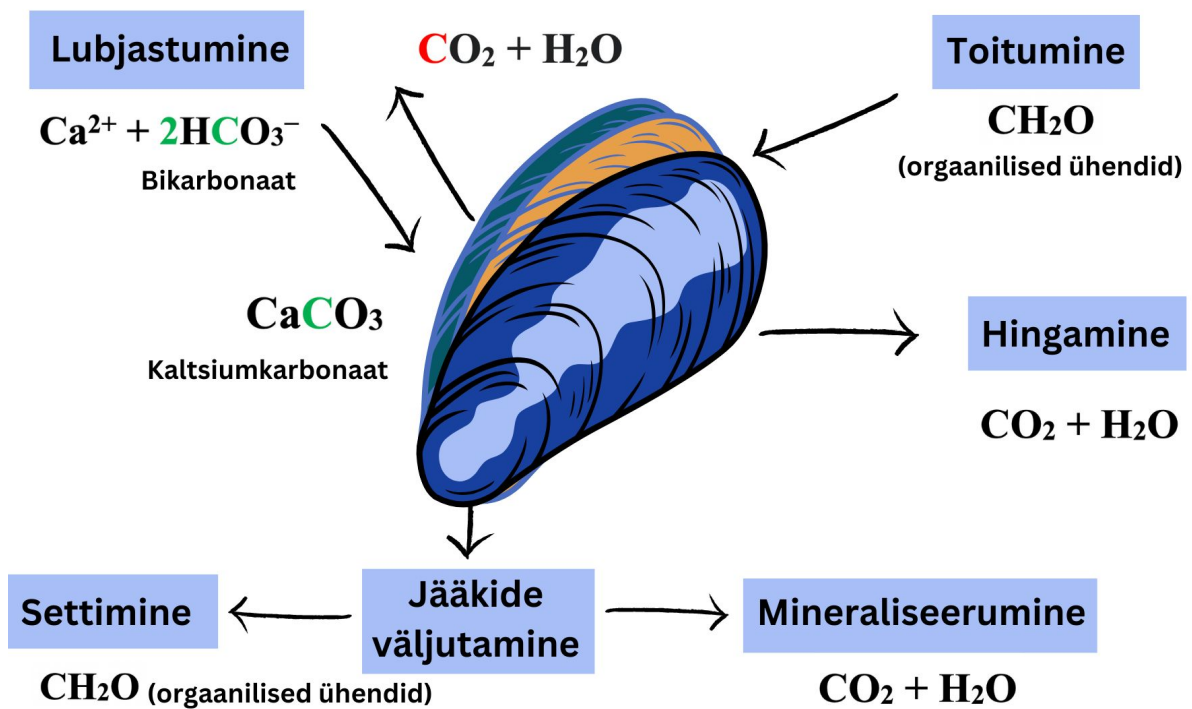 Lubjastumine
Ca²⁺ + 2HCO₃⁻
Bikarbonaat
CO₂ + H₂O
Toitumine
CH₂O
(orgaanilised ühendid)
CaCO₃
Kaltsiumkarbonaat
Hingamine
CO₂ + H₂O
Jääkide
väljutamine
Settimine
CH₂O (orgaanilised ühendid)
Mineraliseerumine
CO₂ + H₂O